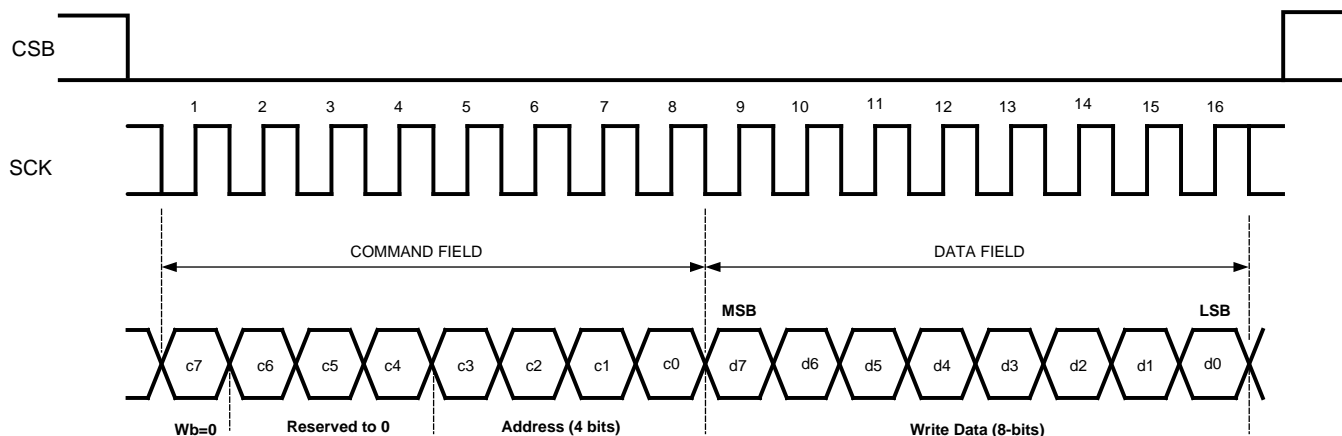 CSB
1 2 3 4 5 6 7 8 9 10 11 12 13 14 15 16
SCK
COMMAND FIELD DATA FIELD
MSB LSB
c7 c6 c5 c4 c3 c2 c1 c0 d7 d6 d5 d4 d3 d2 d1 d0
Wb=0 Reserved to 0 Address (4 bits) Write Data (8-bits)